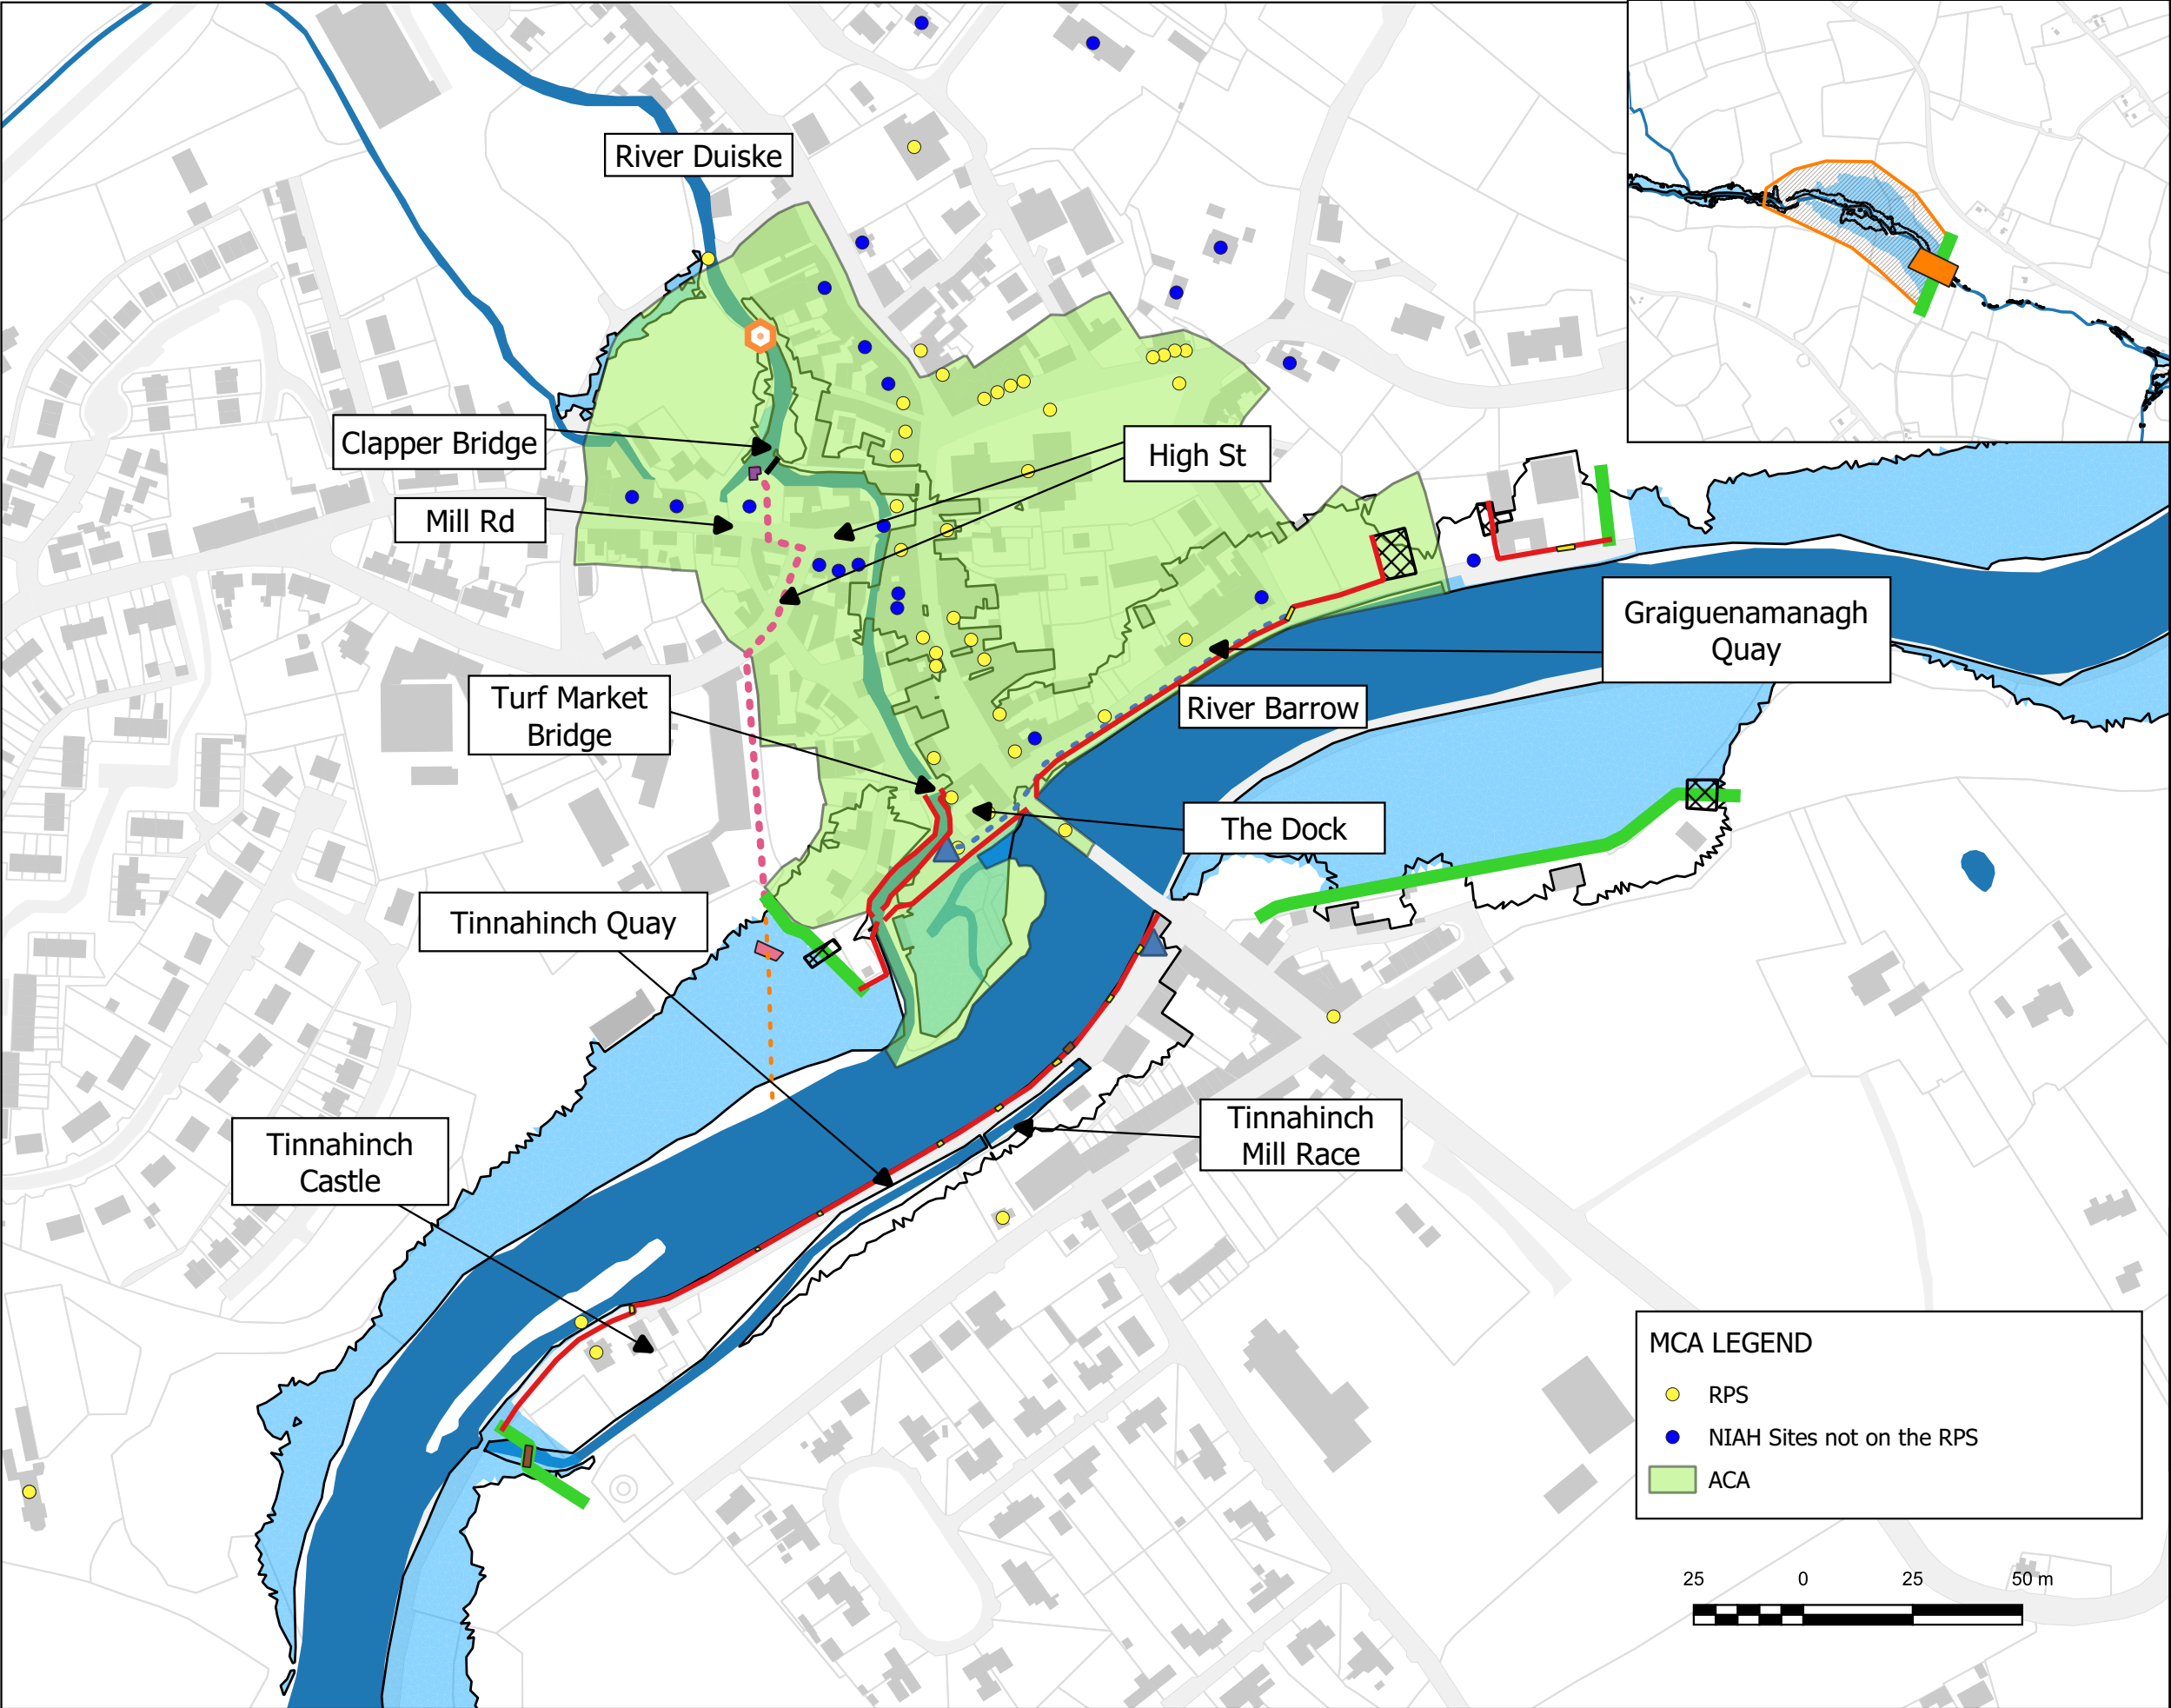 River Duiske
Clapper Bridge
High St
Mill Rd
Graiguenamanagh
Quay
Turf Market
Bridge
River Barrow
The Dock
Tinnahinch Quay
Tinnahinch
Mill Race
Tinnahinch
Castle
MCA LEGEND
RPS
NIAH Sites not on the RPS
ACA
25 0 25 50 m